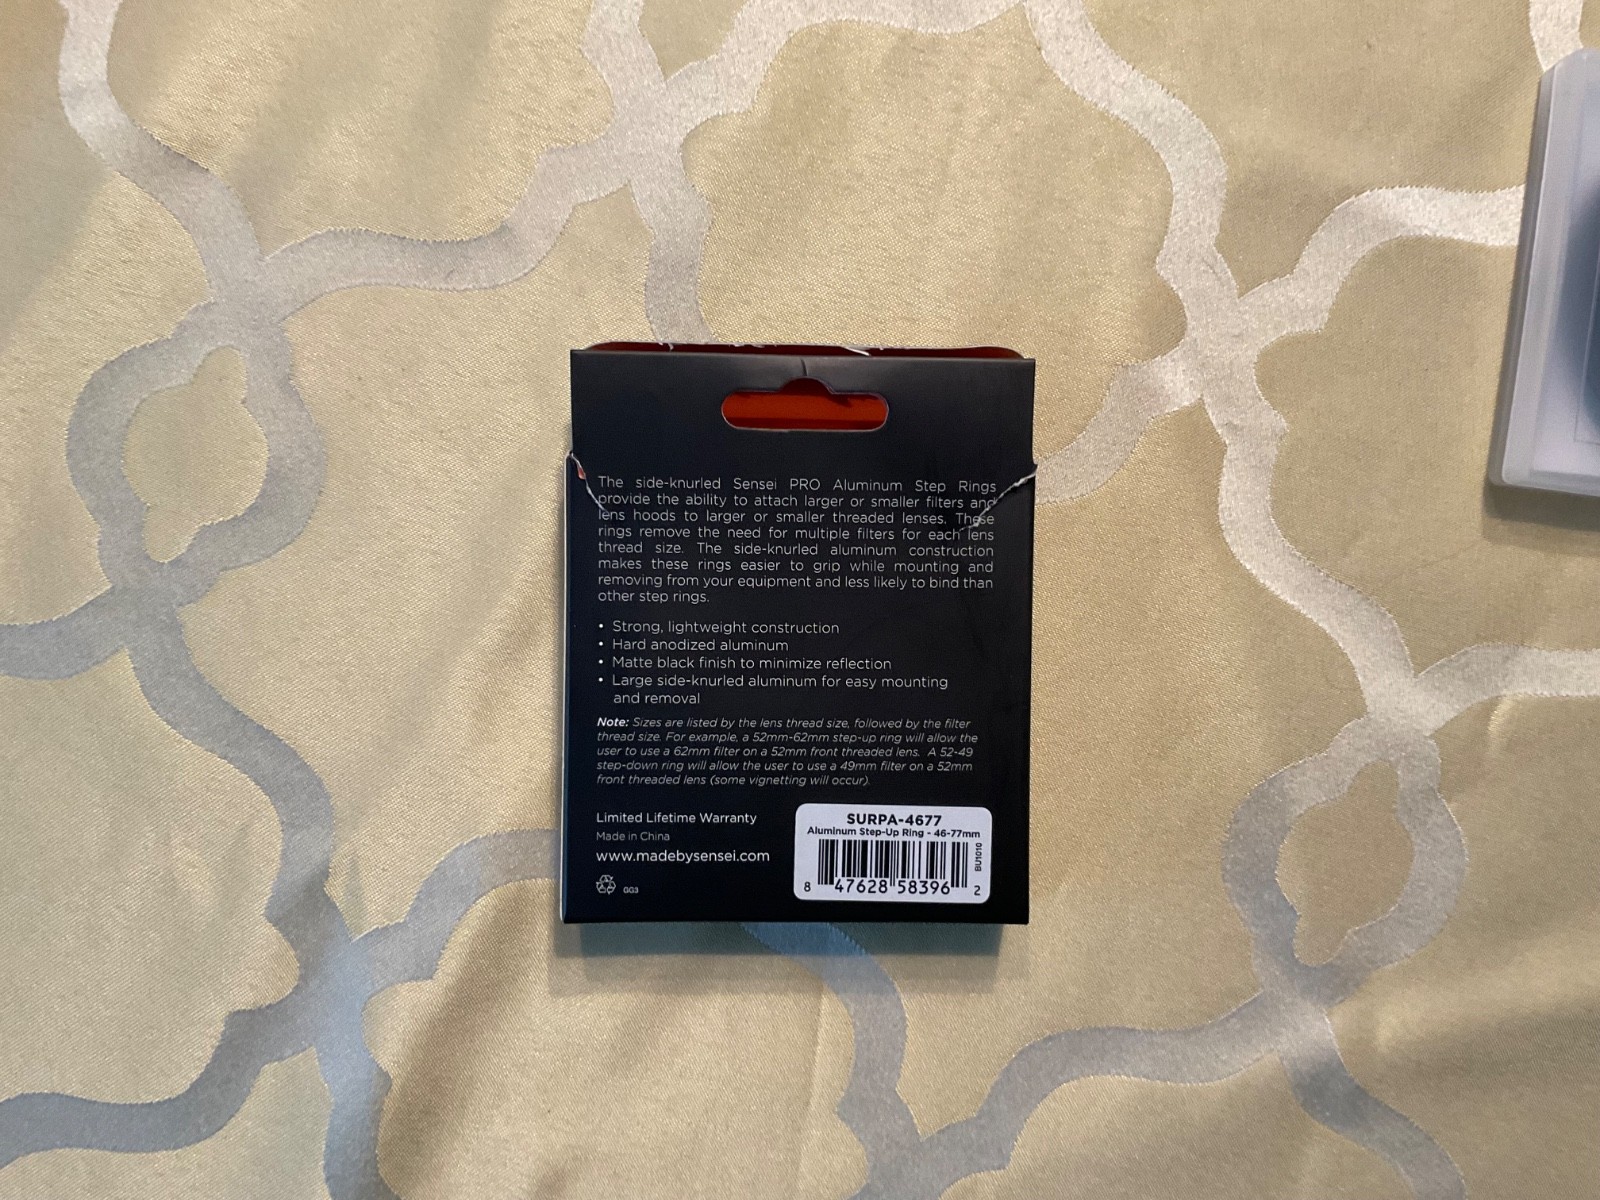 The side-knurled Sensei PRO Aluminum Step Rings
provide the ability to attach larger or smaller filters and
lens hoods to larger or smaller threaded lenses. These
rings remove the need for multiple filters for each lens
thread size. The side-knurled aluminum construction
makes these rings easier to grip while mounting and
removing from your equipment and less likely to bind than
other step rings.
• Strong, lightweight construction
• Hard anodized aluminum
• Matte black finish to minimize reflection
• Large side-knurled aluminum for easy mounting
and removal
Note: Sizes are listed by the lens thread size, followed by the filter
thread size. For example, a 52mm-62mm step-up ring will allow the
user to use a 62mm filter on a 52mm front threaded lens. A 52-49
step-down ring will allow the user to use a 49mm filter on a 52mm
front threaded lens (some vignetting will occur).
Limited Lifetime Warranty
Made in China
www.madebysensei.com
GG3
SURPA-4677
Aluminum Step-Up Ring - 46-77mm
BU1010
8 47628 58396 2